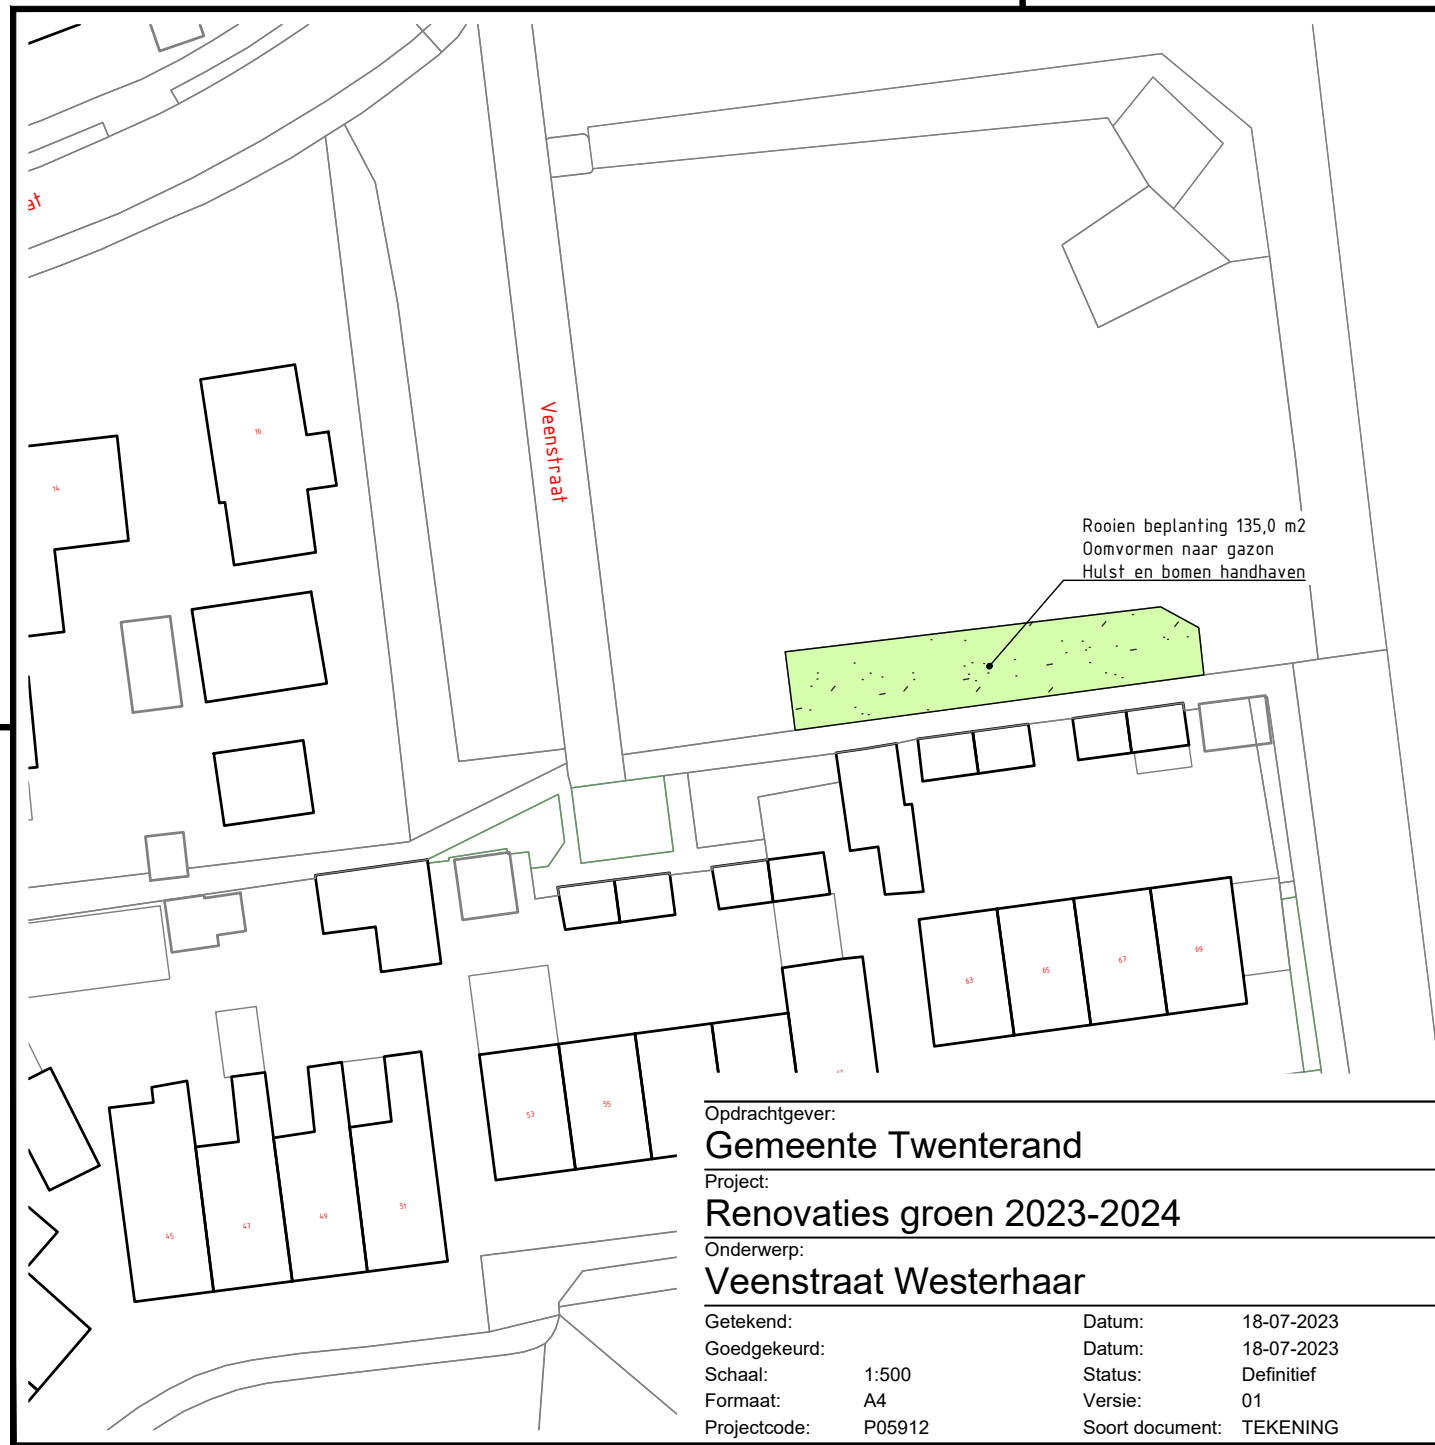 at
Veenstraat
16
14
Rooien beplanting 135,0 m2
Oomvormen naar gazon
Hulst en bomen handhaven
63
65
67
69
53
55
45
47
49
51
Opdrachtgever:
Gemeente Twenterand
Project:
Renovaties groen 2023-2024
Onderwerp:
Veenstraat Westerhaar
Getekend: Datum: 18-07-2023
Goedgekeurd: Datum: 18-07-2023
Schaal: 1:500 Status: Definitief
Formaat: A4 Versie: 01
Projectcode: P05912 Soort document: TEKENING